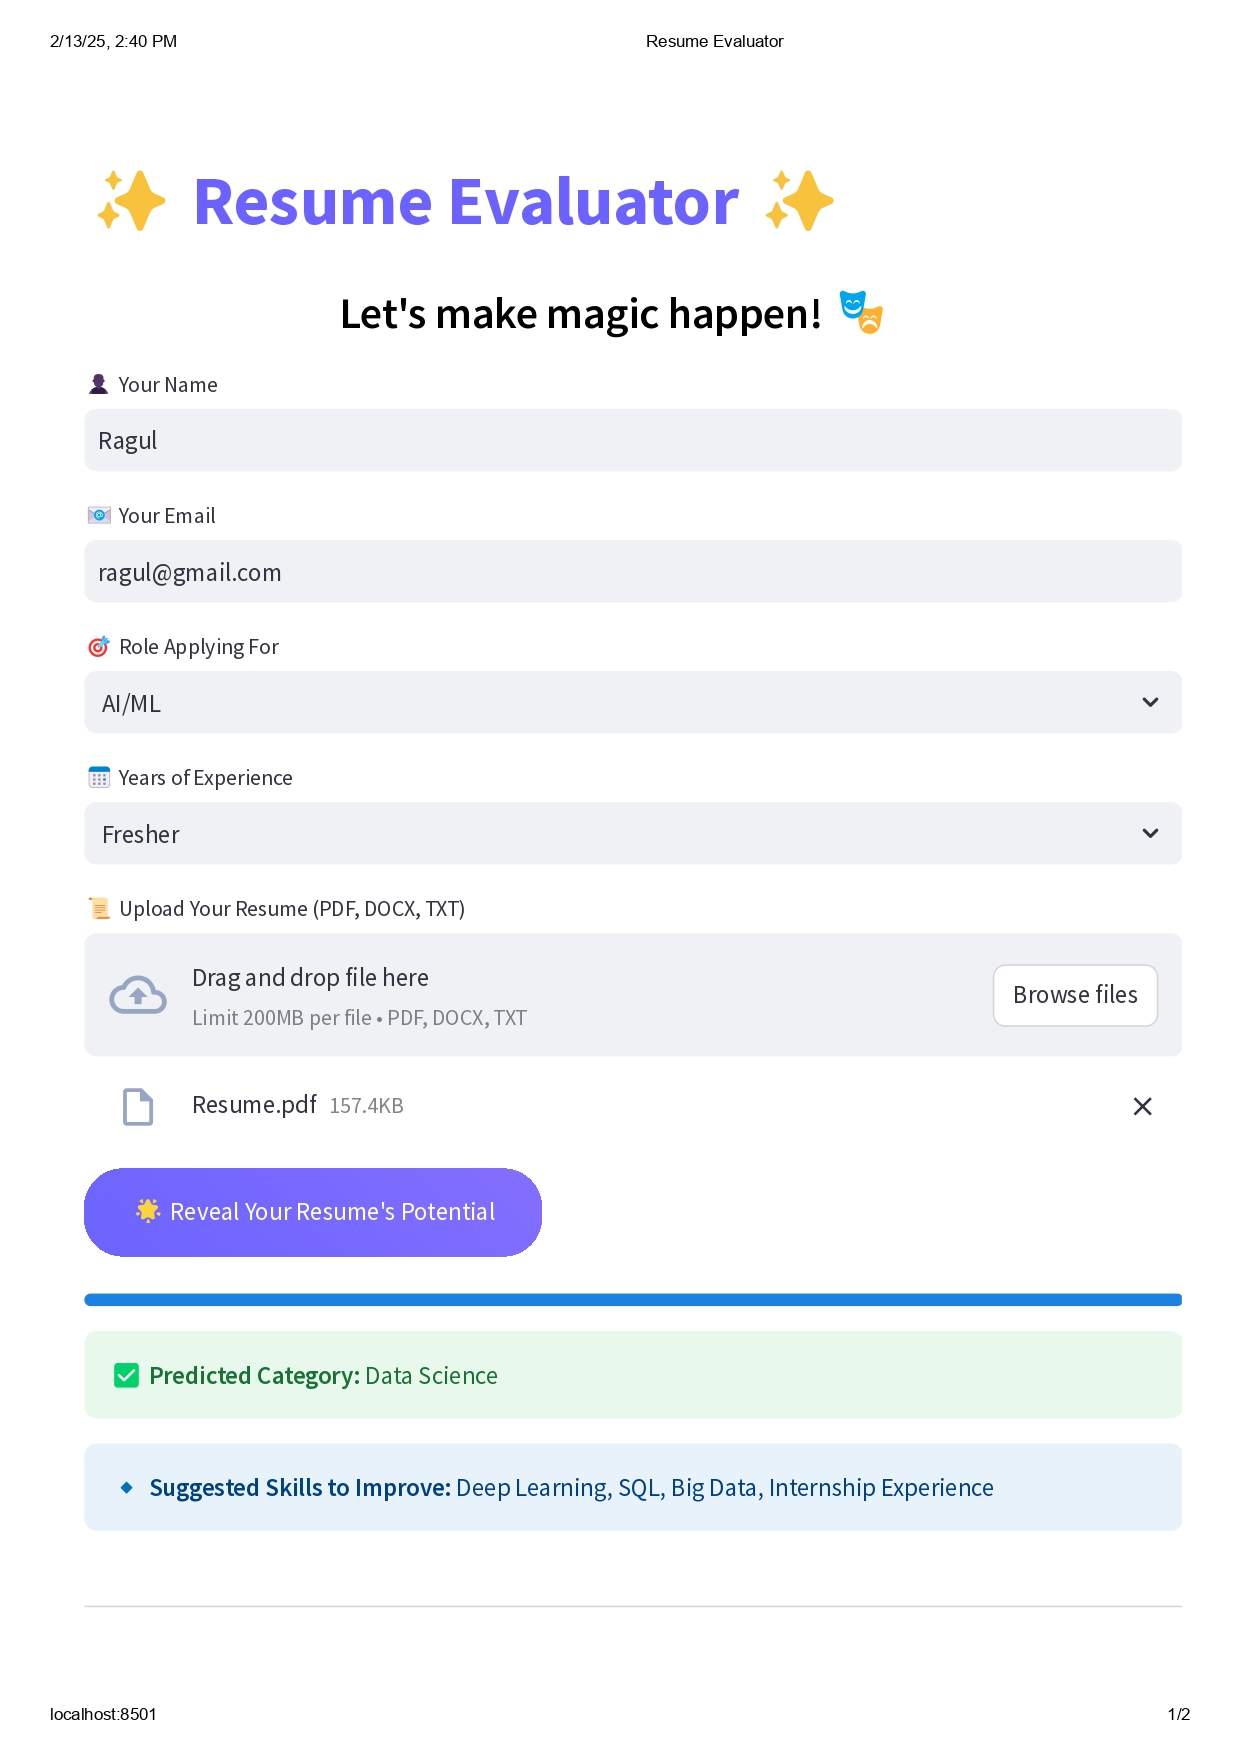 2/13/25, 2:40 PM Resume Evaluator
✨ Resume Evaluator ✨
Let's make magic happen! 🎭
👤 Your Name
Ragul
📧 Your Email
ragul@gmail.com
🎯 Role Applying For
AI/ML
📅 Years of Experience
Fresher
📜 Upload Your Resume (PDF, DOCX, TXT)
Drag and drop file here
Limit 200MB per file • PDF, DOCX, TXT
Browse files
Resume.pdf 157.4KB
🌟 Reveal Your Resume's Potential
✅ Predicted Category: Data Science
🔹 Suggested Skills to Improve: Deep Learning, SQL, Big Data, Internship Experience
localhost:8501 1/2